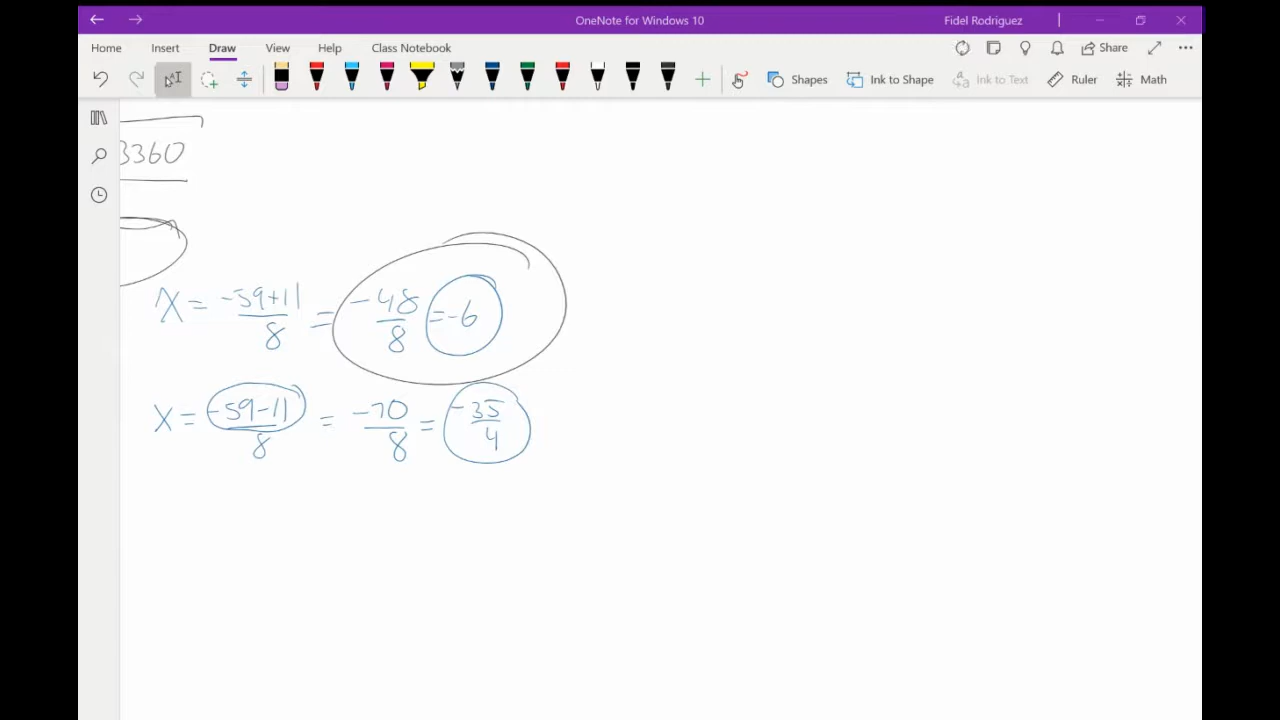 OneNote for Windows 10
Fidel Rodriguez
Home Insert Draw View Help Class Notebook
Share
Shapes Ink to Shape Ink to Text Ruler Math
3360
X = -59+11/8 = -48/8 = -6
X = -59-11/8 = -70/8 = -35/4